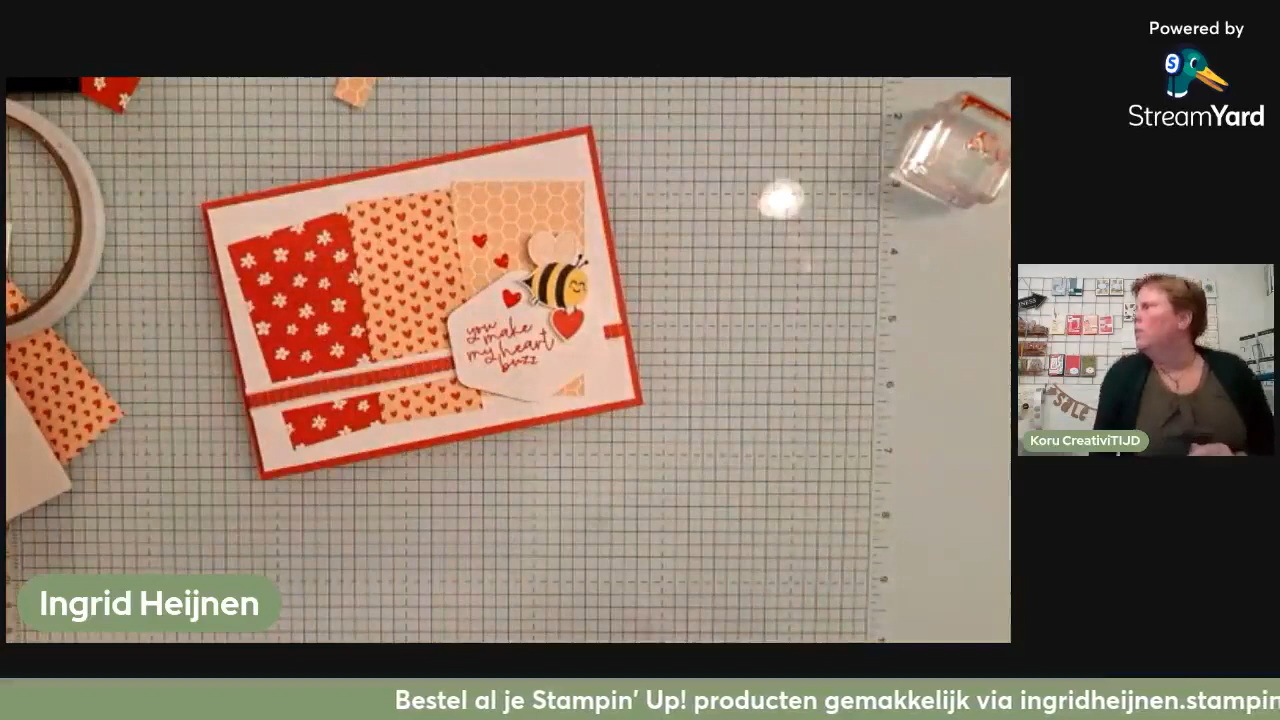 Powered by
StreamYard
you
make
my heart
buzz
Koru CreativiTIJD
Ingrid Heijnen
Bestel al je Stampin' Up! producten gemakkelijk via ingridheijnen.stampin